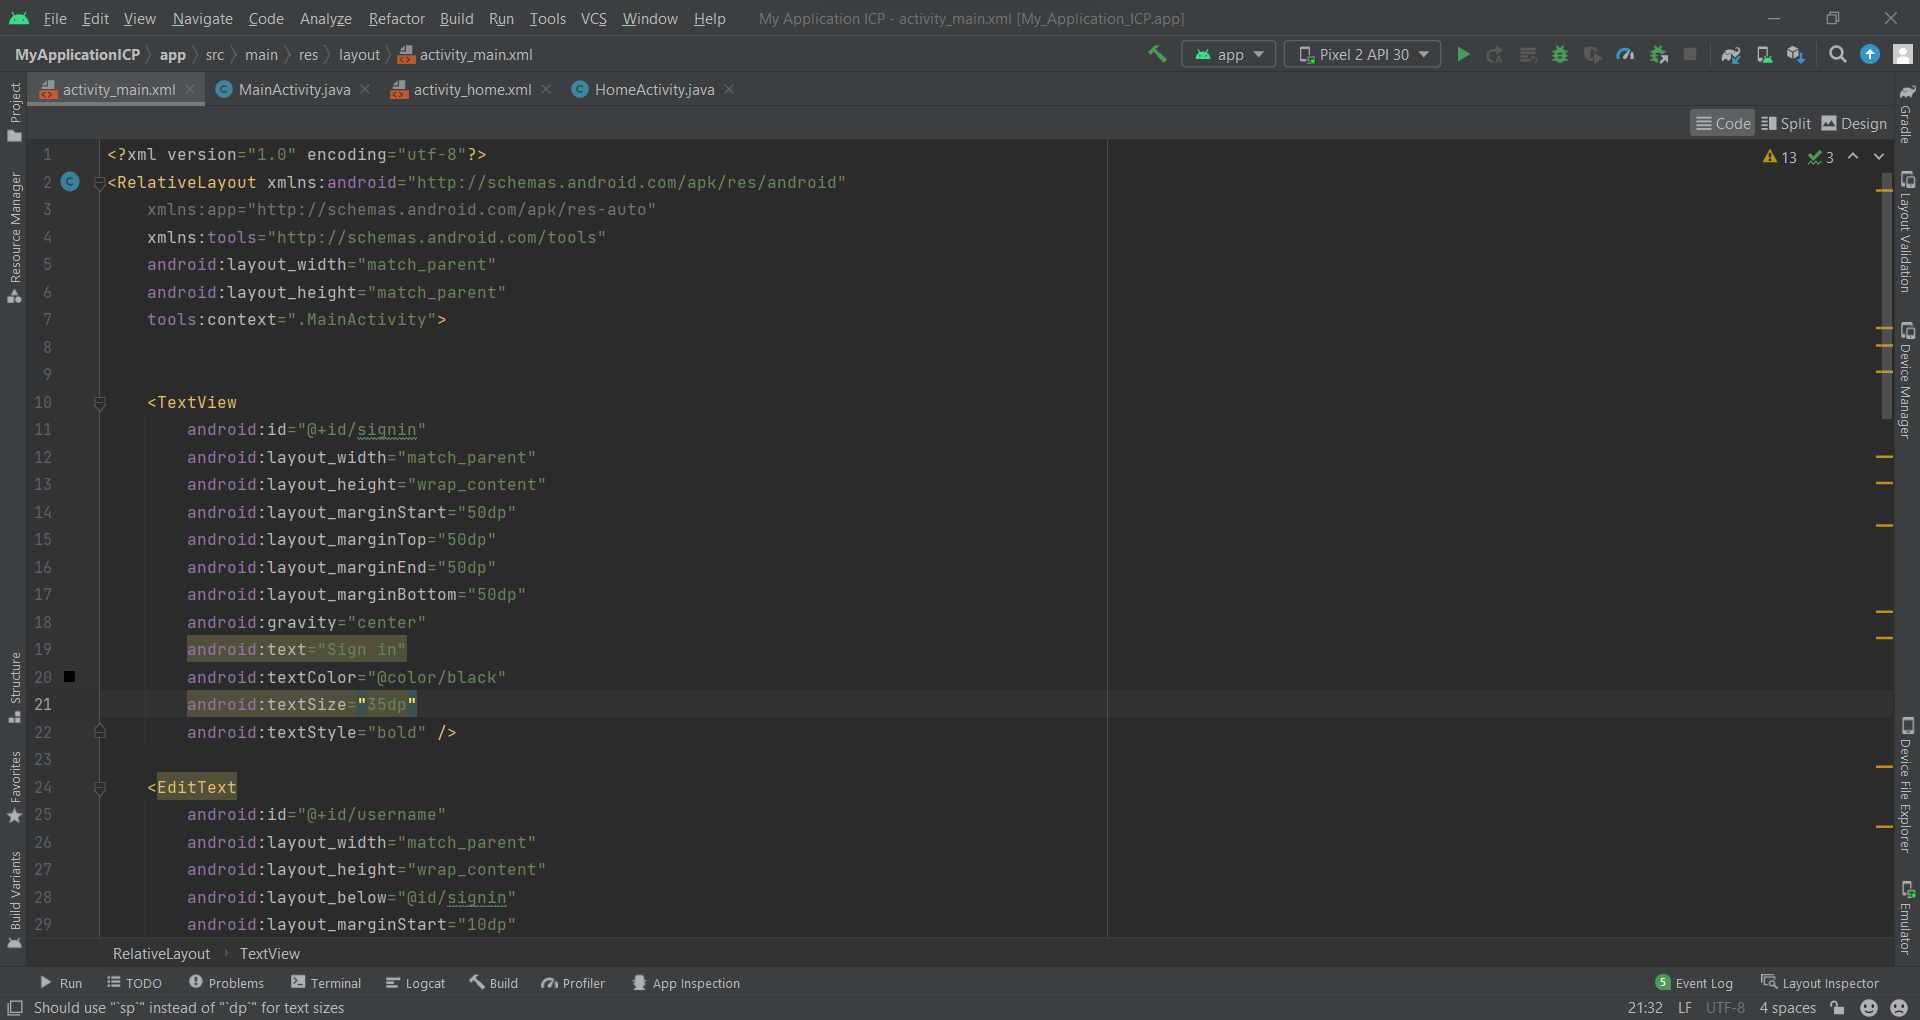 File Edit View Navigate Code Analyze Refactor Build Run Tools VCS Window Help My Application ICP - activity_main.xml [My_Application_ICP.app]
MyApplicationICP app src main res layout activity_main.xml app Pixel 2 API 30
activity_main.xml MainActivity.java activity_home.xml HomeActivity.java
Code Split Design
13 3
1 <?xml version="1.0" encoding="utf-8"?>
2 <RelativeLayout xmlns:android="http://schemas.android.com/apk/res/android"
3 xmlns:app="http://schemas.android.com/apk/res-auto"
4 xmlns:tools="http://schemas.android.com/tools"
5 android:layout_width="match_parent"
6 android:layout_height="match_parent"
7 tools:context=".MainActivity">
8
9
10 <TextView
11 android:id="@+id/signin"
12 android:layout_width="match_parent"
13 android:layout_height="wrap_content"
14 android:layout_marginStart="50dp"
15 android:layout_marginTop="50dp"
16 android:layout_marginEnd="50dp"
17 android:layout_marginBottom="50dp"
18 android:gravity="center"
19 android:text="Sign in"
20 android:textColor="@color/black"
21 android:textSize="35dp"
22 android:textStyle="bold" />
23
24 <EditText
25 android:id="@+id/username"
26 android:layout_width="match_parent"
27 android:layout_height="wrap_content"
28 android:layout_below="@id/signin"
29 android:layout_marginStart="10dp"
RelativeLayout TextView
Run TODO Problems Terminal Logcat Build Profiler App Inspection 5 Event Log Layout Inspector
Should use "`sp`" instead of "`dp`" for text sizes 21:32 LF UTF-8 4 spaces
Project
Resource Manager
Structure
Favorites
Build Variants
Gradle
Layout Validation
Device Manager
Device File Explorer
Emulator